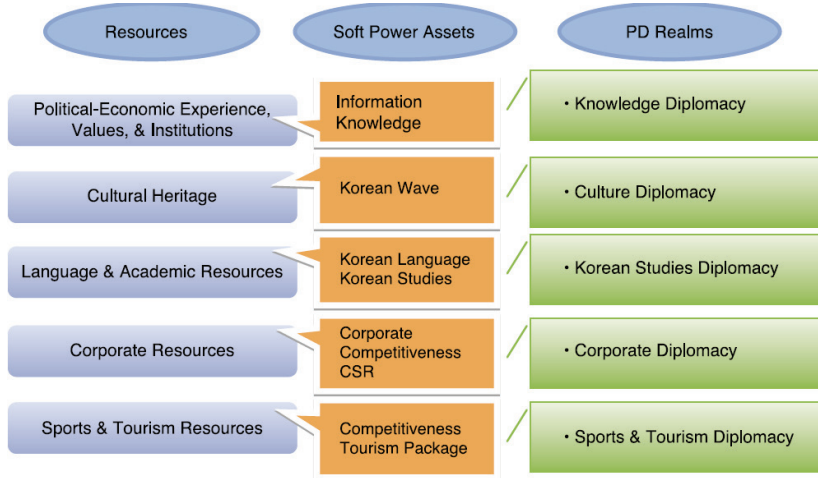 Resources
Soft Power Assets
PD Realms
Political-Economic Experience,
Values, & Institutions
Information
Knowledge
• Knowledge Diplomacy
Cultural Heritage
Korean Wave
• Culture Diplomacy
Language & Academic Resources
Korean Language
Korean Studies
• Korean Studies Diplomacy
Corporate Resources
Corporate
Competitiveness
CSR
• Corporate Diplomacy
Sports & Tourism Resources
Competitiveness
Tourism Package
• Sports & Tourism Diplomacy